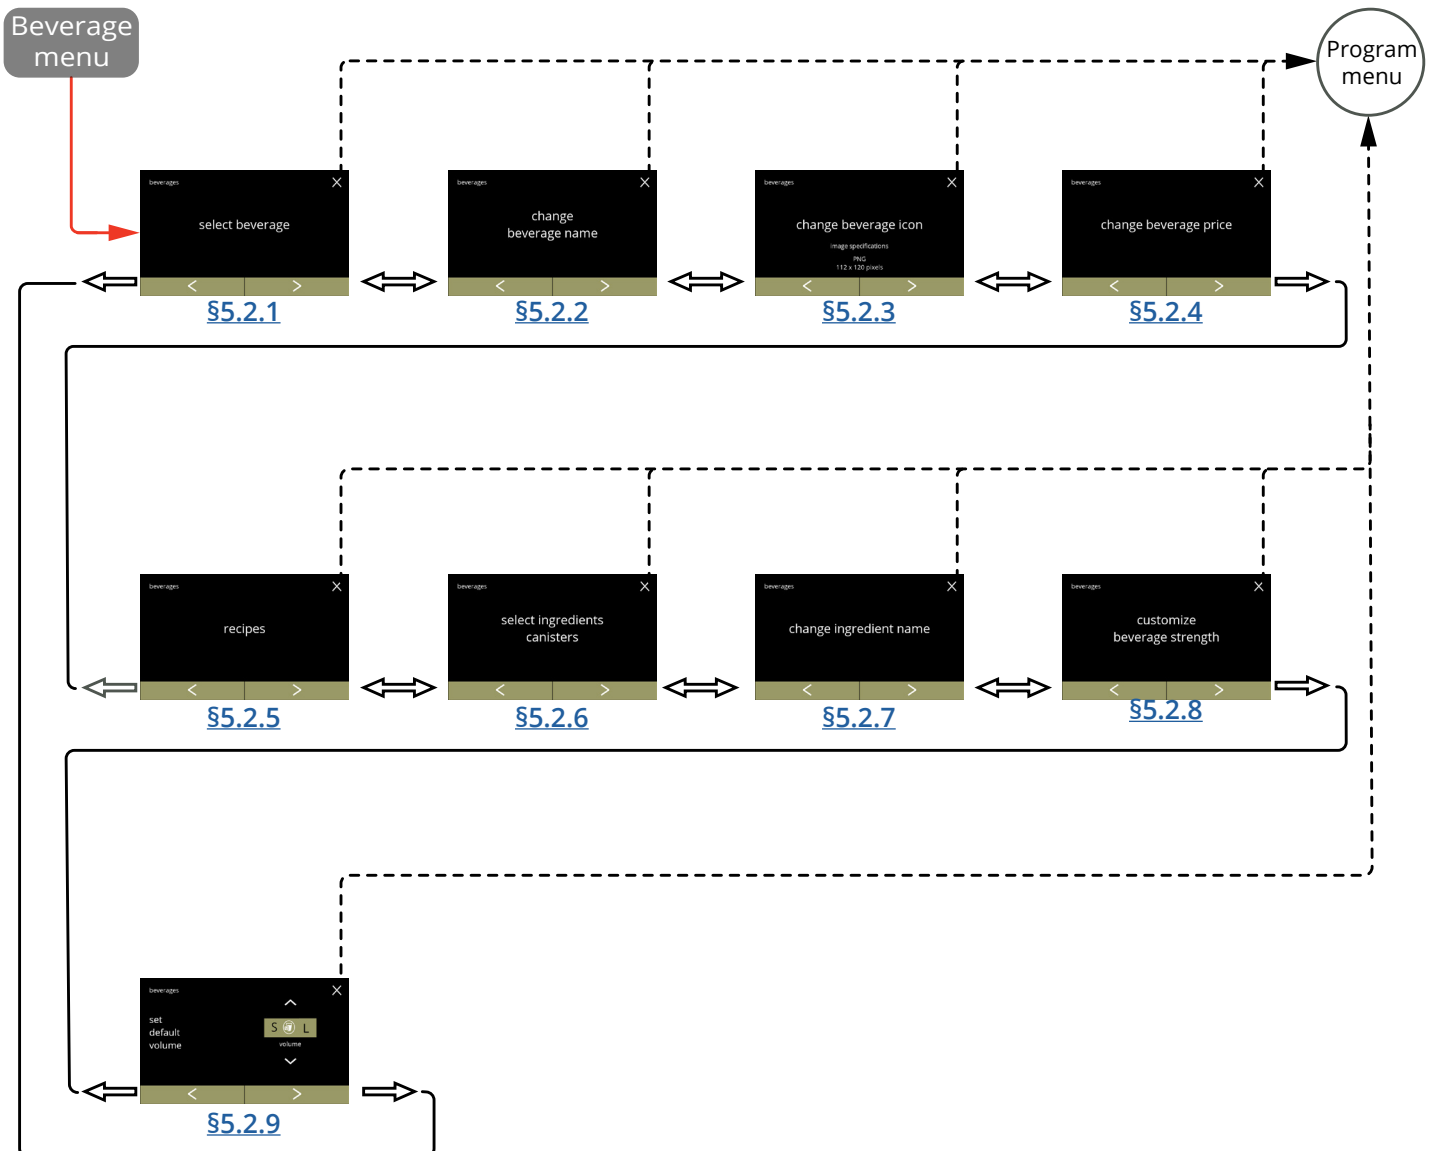 Beverage
menu
Program
menu
beverages
select beverage
§5.2.1
beverages
change
beverage name
§5.2.2
beverages
change beverage icon
image specifications
PNG
112 x 120 pixels
§5.2.3
beverages
change beverage price
§5.2.4
beverages
recipes
§5.2.5
beverages
select ingredients
canisters
§5.2.6
beverages
change ingredient name
§5.2.7
beverages
customize
beverage strength
§5.2.8
beverages
set
default
volume
S L
volume
§5.2.9